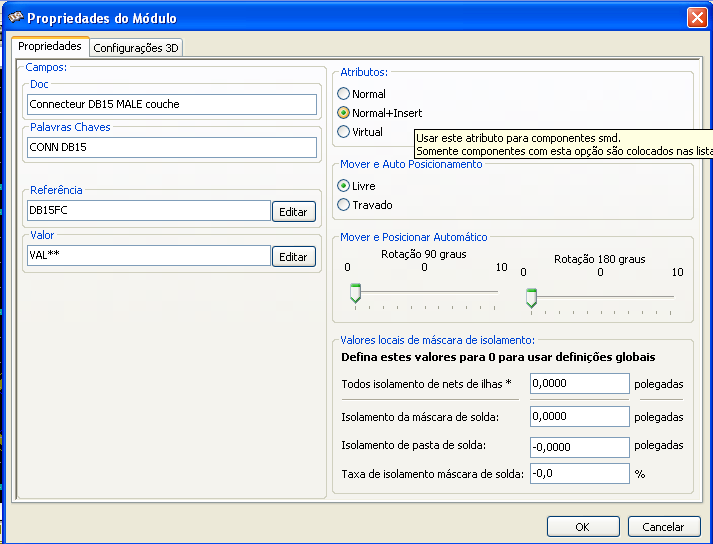 Propriedades do Módulo
Propriedades
Configurações 3D
Campos:
Doc
Connecteur DB15 MALE couche
Palavras Chaves
CONN DB15
Referência
DB15FC
Editar
Valor
VAL**
Editar
Atributos:
Normal
Normal+Insert
Virtual
Usar este atributo para componentes smd.
Somente componentes com esta opção são colocados nas lista
Mover e Auto Posicionamento
Livre
Travado
Mover e Posicionar Automático
Rotação 90 graus
0 0 10
Rotação 180 graus
0 0 10
Valores locais de máscara de isolamento:
Defina estes valores para 0 para usar definições globais
Todos isolamento de nets de ilhas * 0,0000 polegadas
Isolamento da máscara de solda: 0,0000 polegadas
Isolamento de pasta de solda: -0,0000 polegadas
Taxa de isolamento máscara de solda: -0,0 %
OK
Cancelar